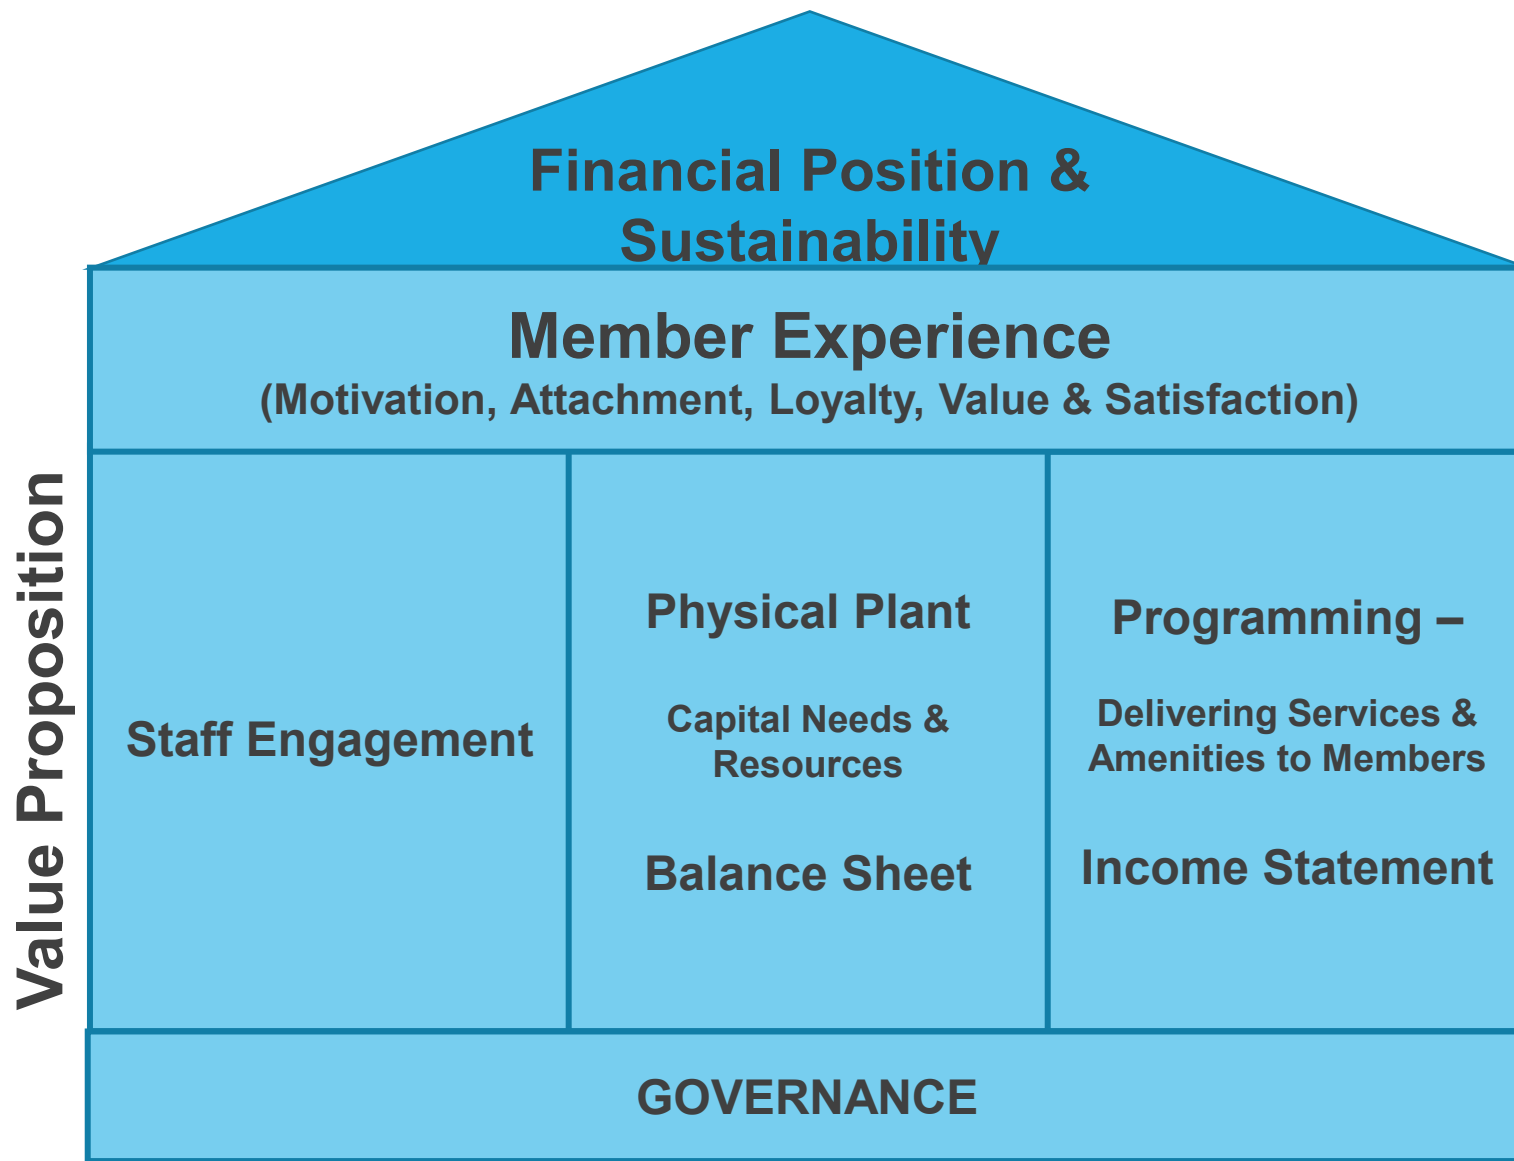 Financial Position &
Sustainability
Member Experience
(Motivation, Attachment, Loyalty, Value & Satisfaction)
Value Proposition
Staff Engagement
Physical Plant
Capital Needs &
Resources
Balance Sheet
Programming –
Delivering Services &
Amenities to Members
Income Statement
GOVERNANCE